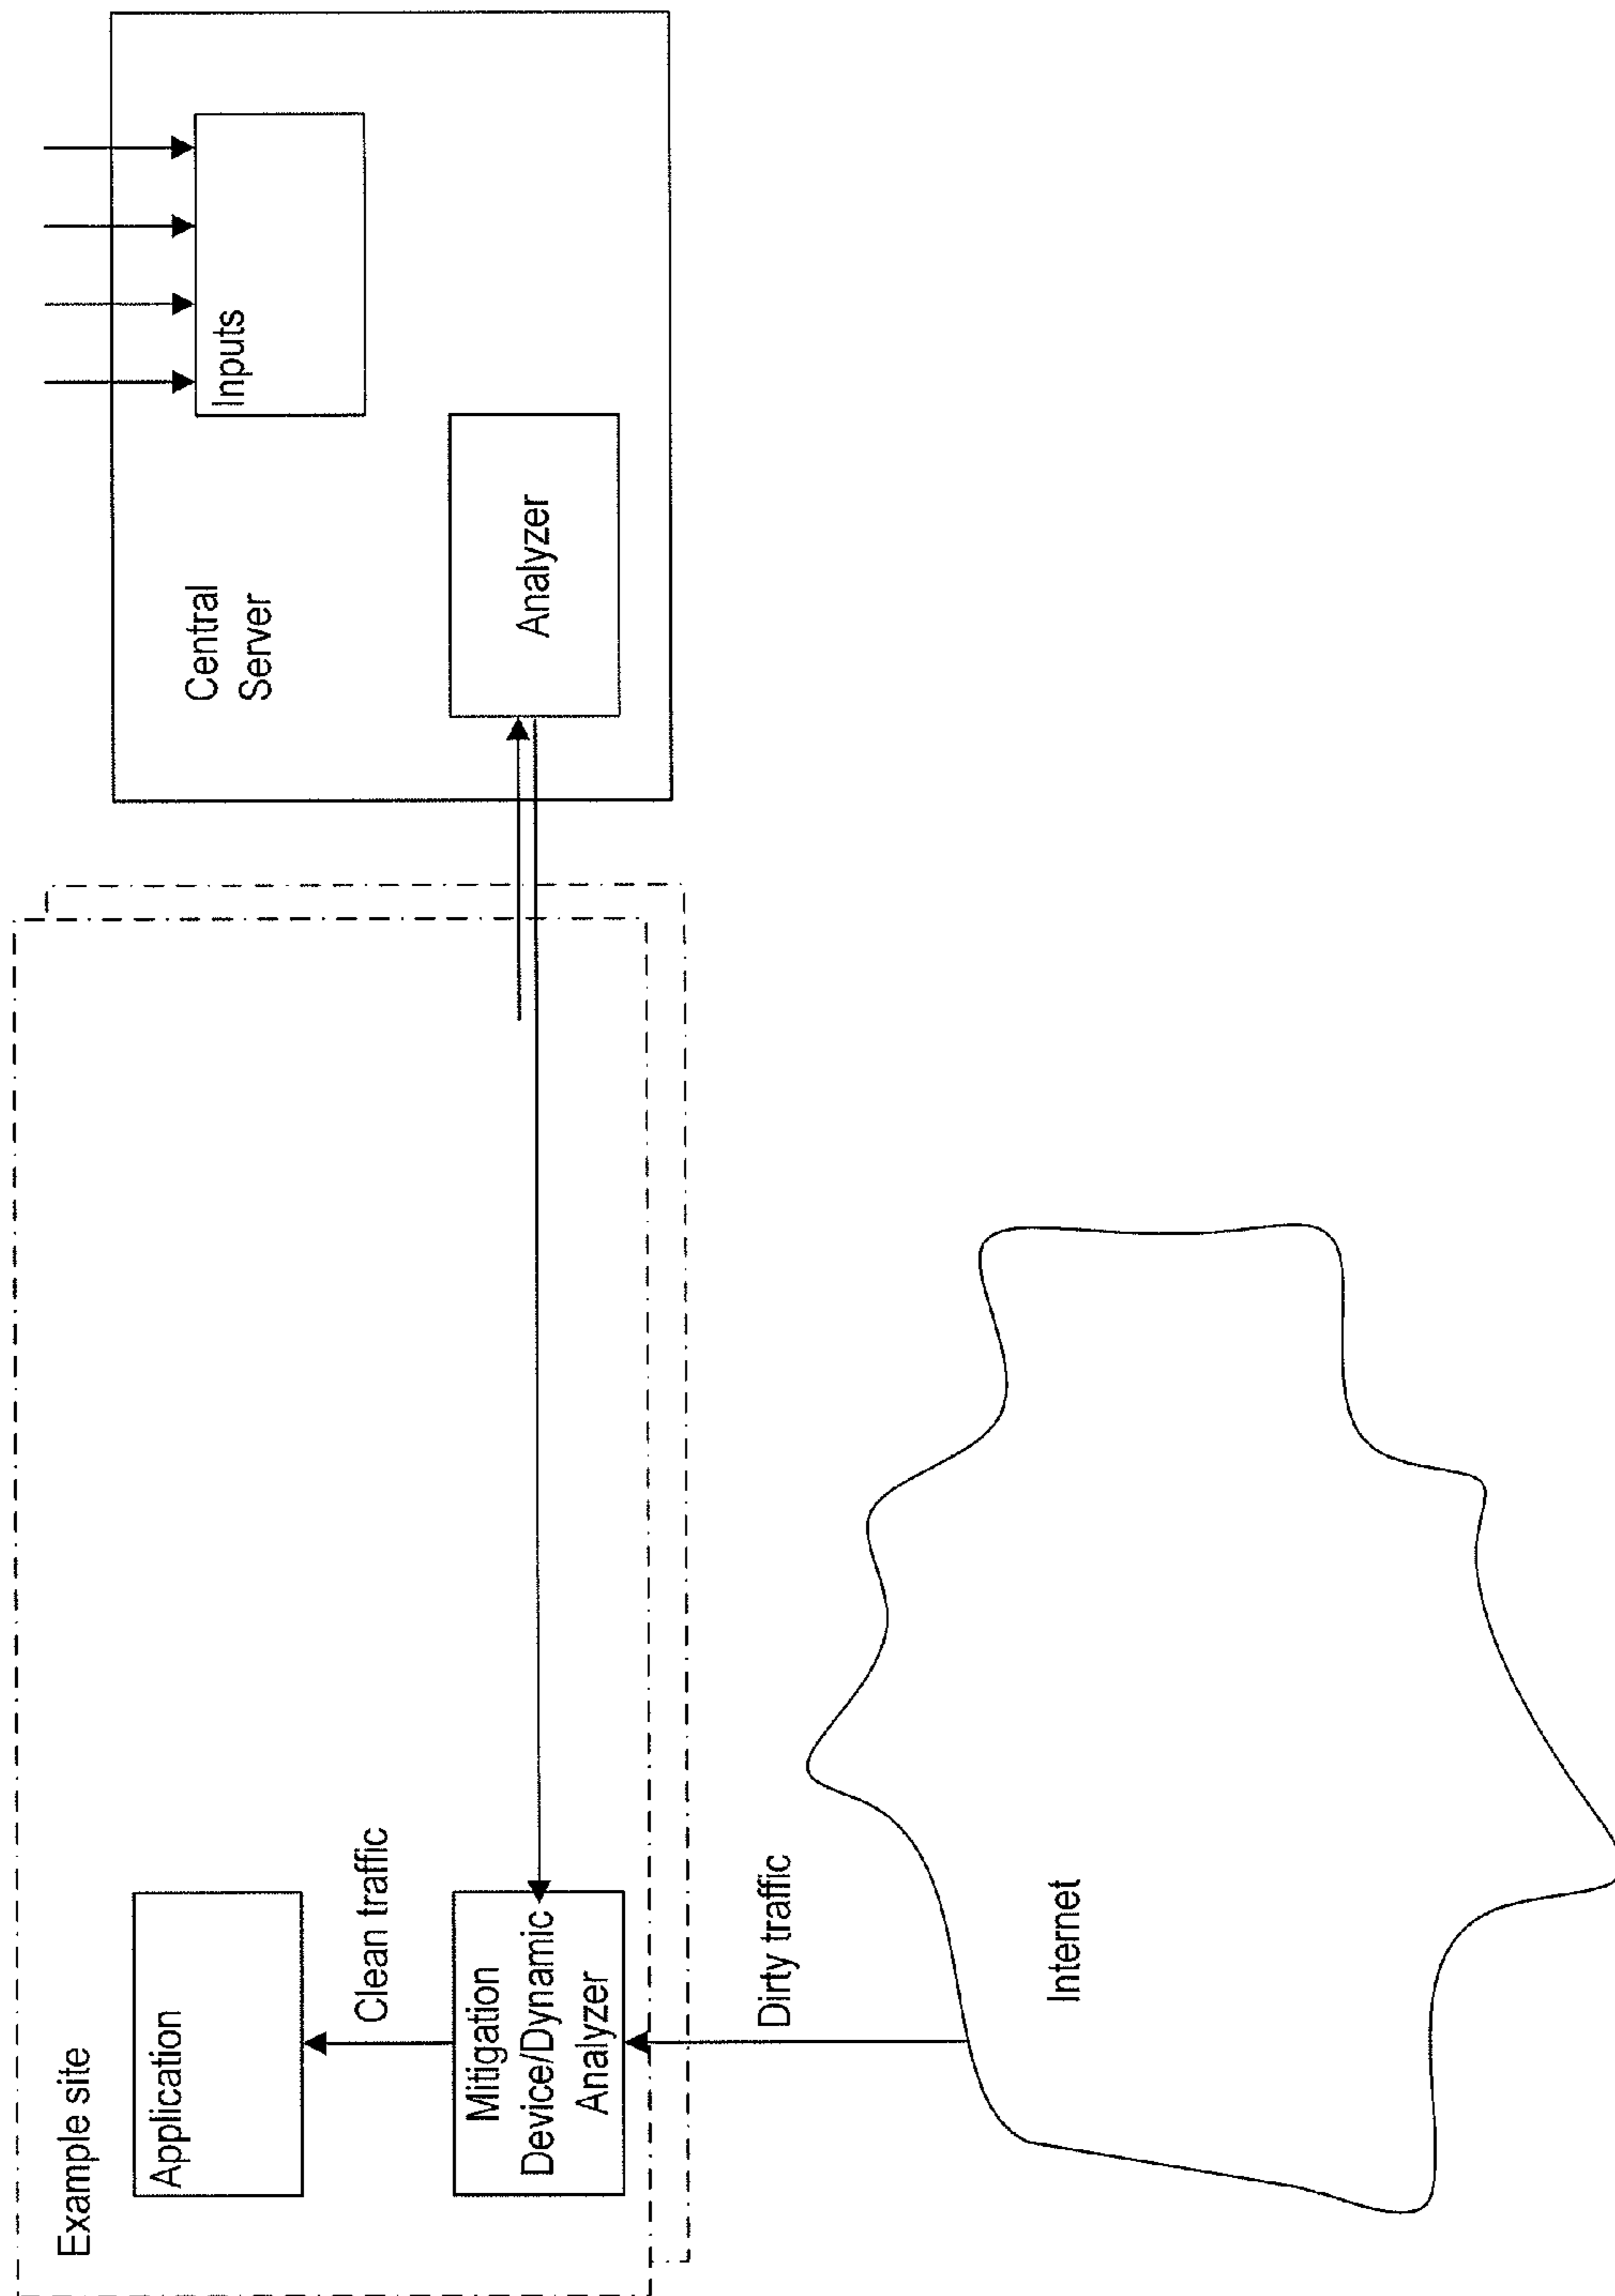 Example site
Application
Clean traffic
Mitigation
Device/Dynamic
Analyzer
Dirty traffic
Internet
Central
Server
Inputs
Analyzer